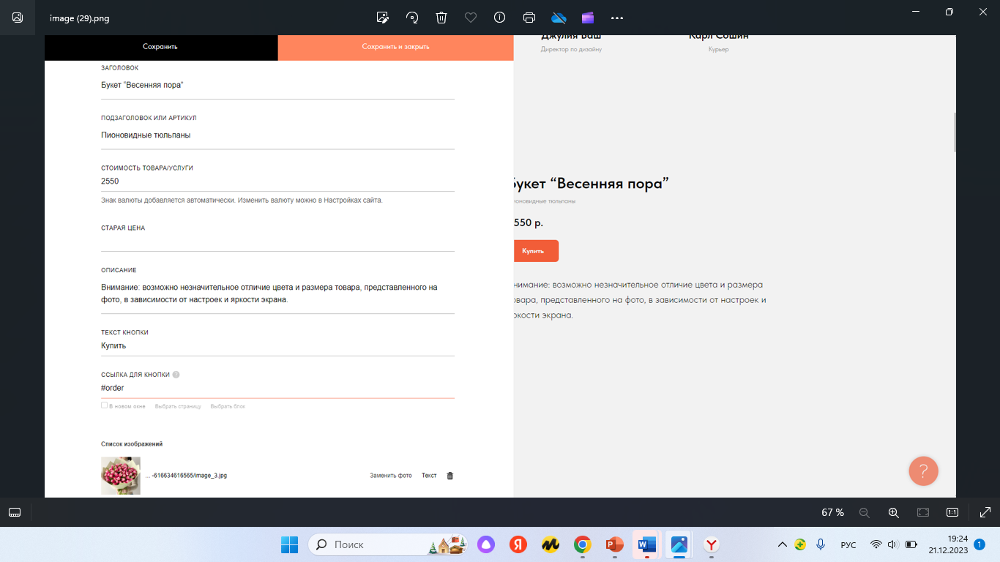 image (29).png
Сохранить
Сохранить и закрыть
Джулия Ваш
Карл Сошин
Директор по дизайну
Курьер
ЗАГОЛОВОК
Букет “Весенняя пора”
ПОДЗАГОЛОВОК ИЛИ АРТИКУЛ
Пионовидные тюльпаны
СТОИМОСТЬ ТОВАРА/УСЛУГИ
2550
Знак валюты добавляется автоматически. Изменить валюту можно в Настройках сайта.
СТАРАЯ ЦЕНА
ОПИСАНИЕ
Внимание: возможно незначительное отличие цвета и размера товара, представленного на
фото, в зависимости от настроек и яркости экрана.
ТЕКСТ КНОПКИ
Купить
ССЫЛКА ДЛЯ КНОПКИ ?
#order
В новом окне Выбрать страницу Выбрать блок
Список изображений
... -616634616565/image_3.jpg Заменить фото Текст
Букет “Весенняя пора”
ионовидные тюльпаны
550 р.
Купить
нимание: возможно незначительное отличие цвета и размера
овара, представленного на фото, в зависимости от настроек и
ркости экрана.
?
67 %
1:1
Поиск
Я
РУС
19:24
21.12.2023
1